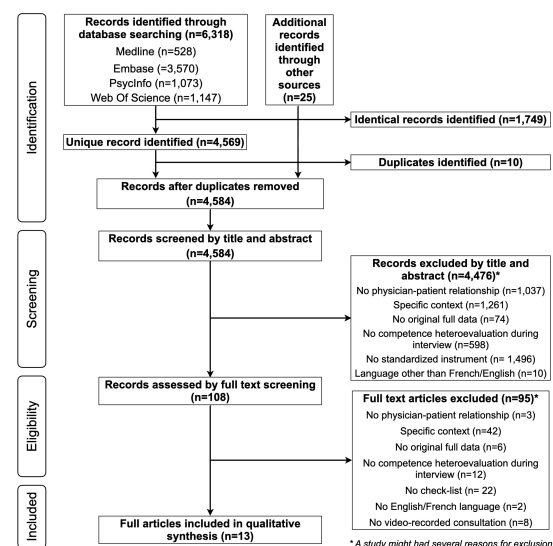 Identification
Records identified through
database searching (n=6,318)
Medline (n=528)
Embase (=3,570)
PsycInfo (n=1,073)
Web Of Science (n=1,147)
Additional
records
identified
through
other
sources
(n=25)
Identical records identified (n=1,749)
Unique record identified (n=4,569)
Duplicates identified (n=10)
Records after duplicates removed
(n=4,584)
Screening
Records screened by title and abstract
(n=4,584)
Records excluded by title and
abstract (n=4,476)*
No physician-patient relationship (n=1,037)
Specific context (n=1,261)
No original full data (n=74)
No competence heteroevaluation during
interview (n=598)
No standardized instrument (n= 1,496)
Language other than French/English (n=10)
Eligibility
Records assessed by full text screening
(n=108)
Full text articles excluded (n=95)*
No physician-patient relationship (n=3)
Specific context (n=42)
No original full data (n=6)
No competence heteroevaluation during
interview (n=12)
No check-list (n= 22)
No English/French language (n=2)
No video-recorded consultation (n=8)
Included
Full articles included in qualitative
synthesis (n=13)
* A study might had several reasons for exclusion